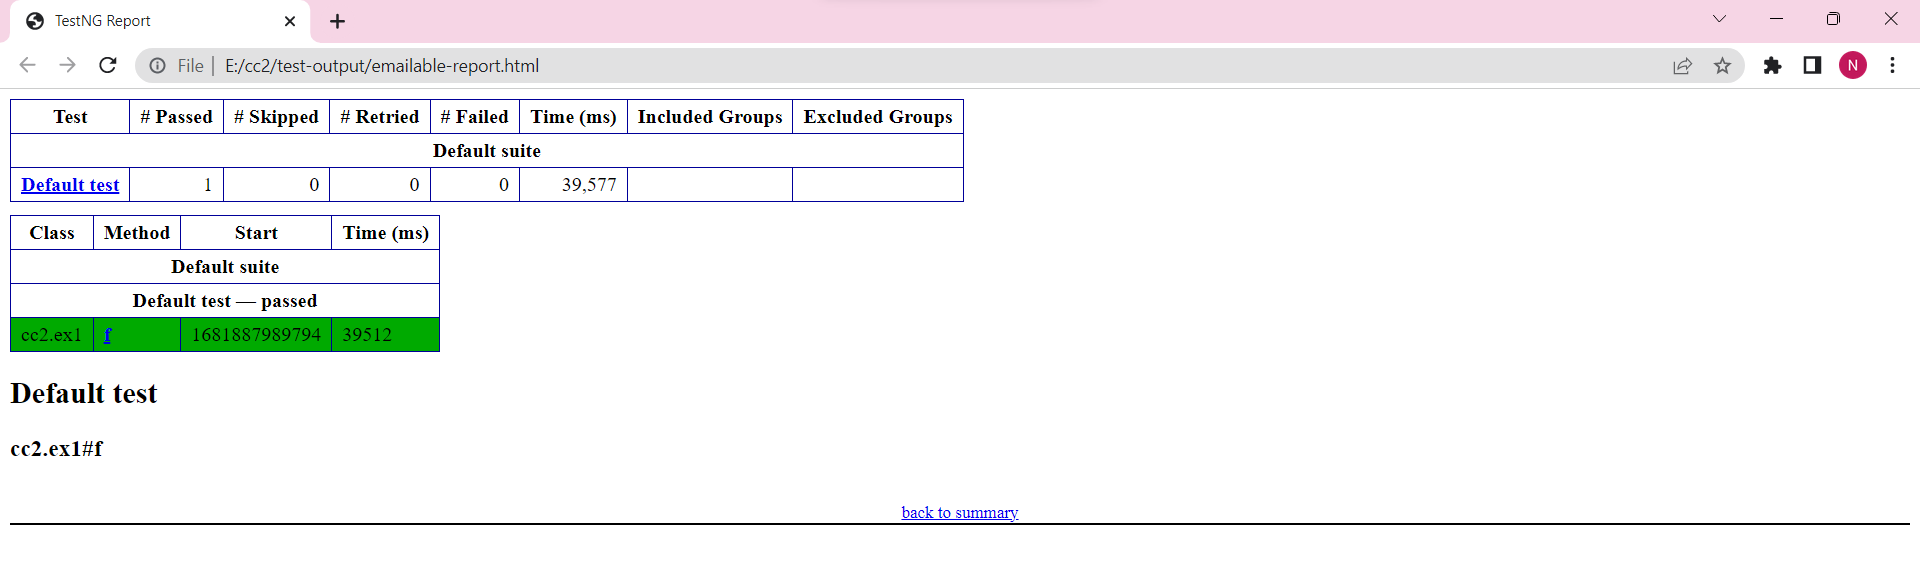 TestNG Report
File | E:/cc2/test-output/emailable-report.html
N
Test # Passed # Skipped # Retried # Failed Time (ms) Included Groups Excluded Groups
Default suite
Default test 1 0 0 0 39,577
Class Method Start Time (ms)
Default suite
Default test — passed
cc2.ex1 f 1681887989794 39512
Default test
cc2.ex1#f
back to summary